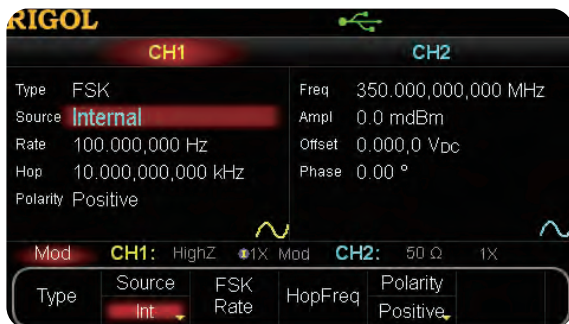 RIGOL
CH1 CH2
Type FSK
Source Internal
Rate 100.000,000 Hz
Hop 10.000,000,000 kHz
Polarity Positive
Freq 350.000,000,000 MHz
Ampl 0.0 mdBm
Offset 0.000,0 VDC
Phase 0.00 °
Mod CH1: HighZ 1X Mod CH2: 50 Ω 1X
Type
Source
Int
FSK
Rate
HopFreq
Polarity
Positive